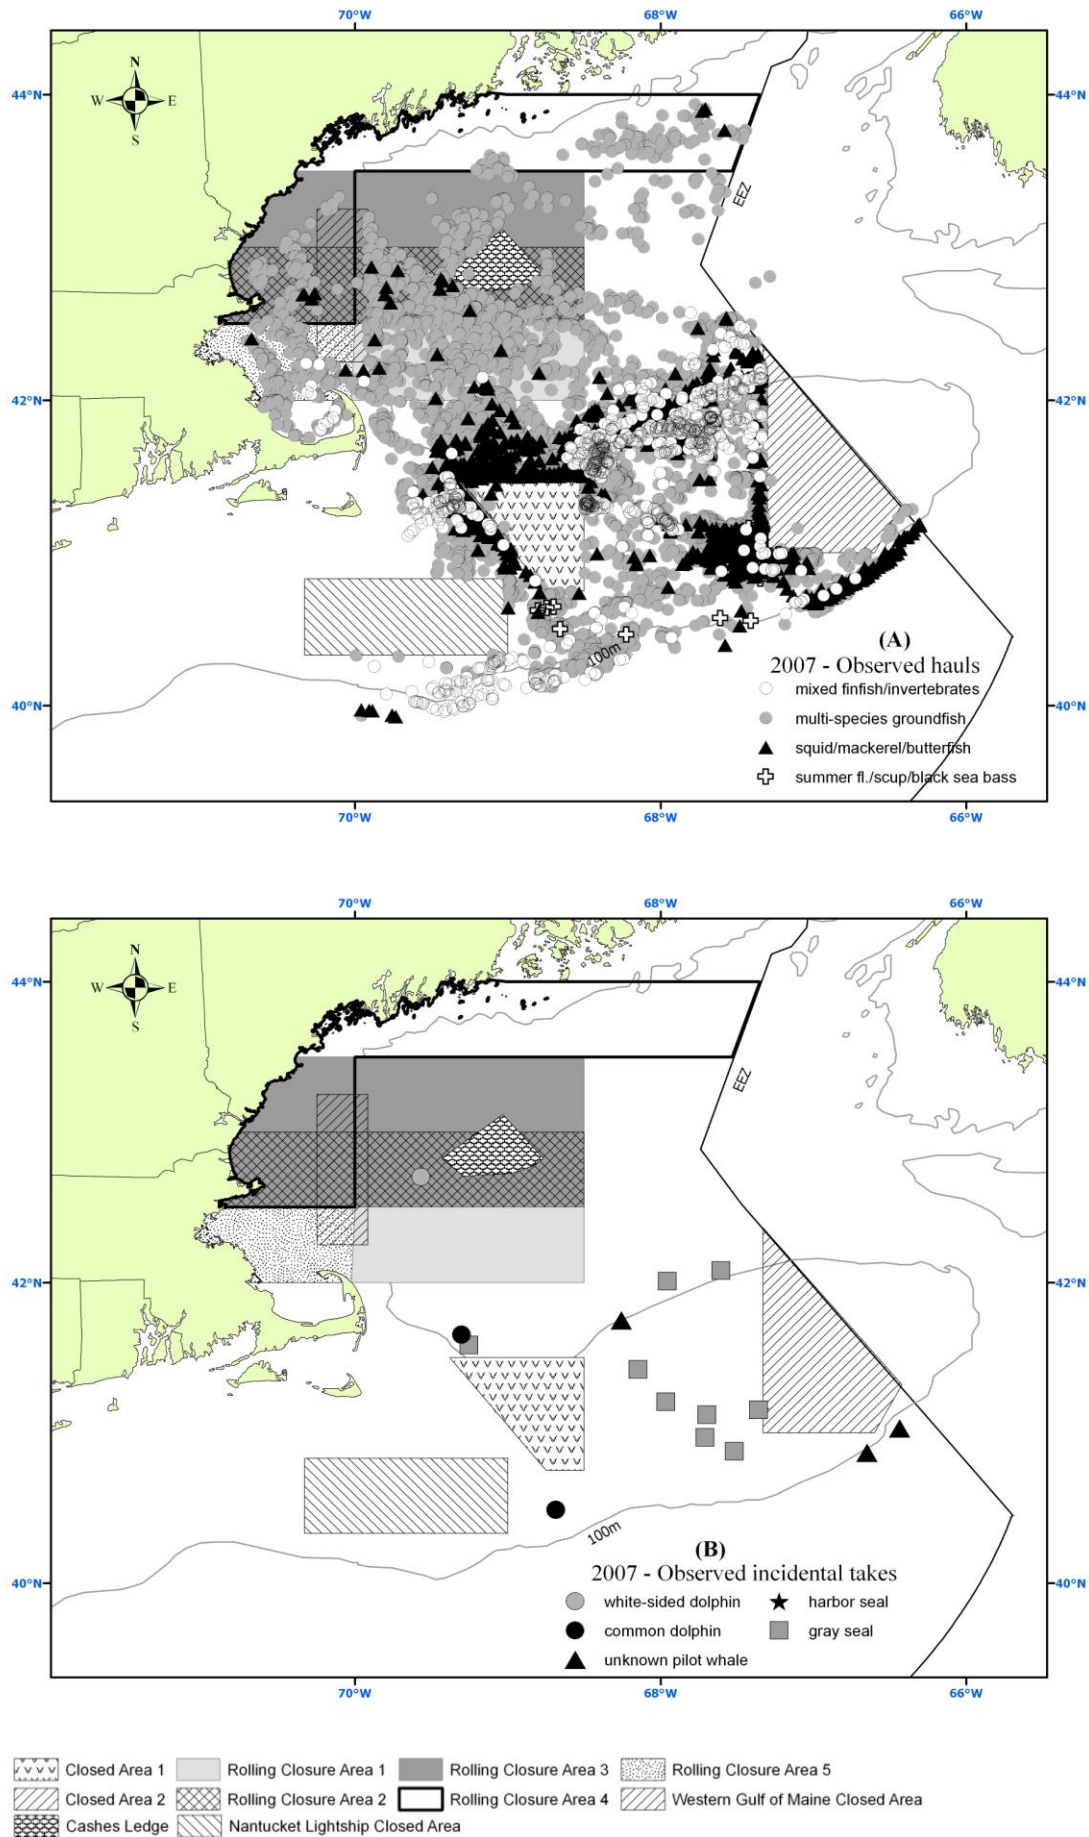 70°W 68°W 66°W
N
44°N W E 44°N
S
EEZ
42°N 42°N
100m
(A)
2007 - Observed hauls
mixed finfish/invertebrates
40°N multi-species groundfish 40°N
squid/mackerel/butterfish
summer fl./scup/black sea bass
70°W 68°W 66°W
70°W 68°W 66°W
N
44°N W E 44°N
S
EEZ
42°N 42°N
100m
(B)
2007 - Observed incidental takes
40°N 40°N
white-sided dolphin harbor seal
common dolphin gray seal
unknown pilot whale
70°W 68°W 66°W
Closed Area 1 Rolling Closure Area 1 Rolling Closure Area 3 Rolling Closure Area 5
Closed Area 2 Rolling Closure Area 2 Rolling Closure Area 4 Western Gulf of Maine Closed Area
Cashes Ledge Nantucket Lightship Closed Area